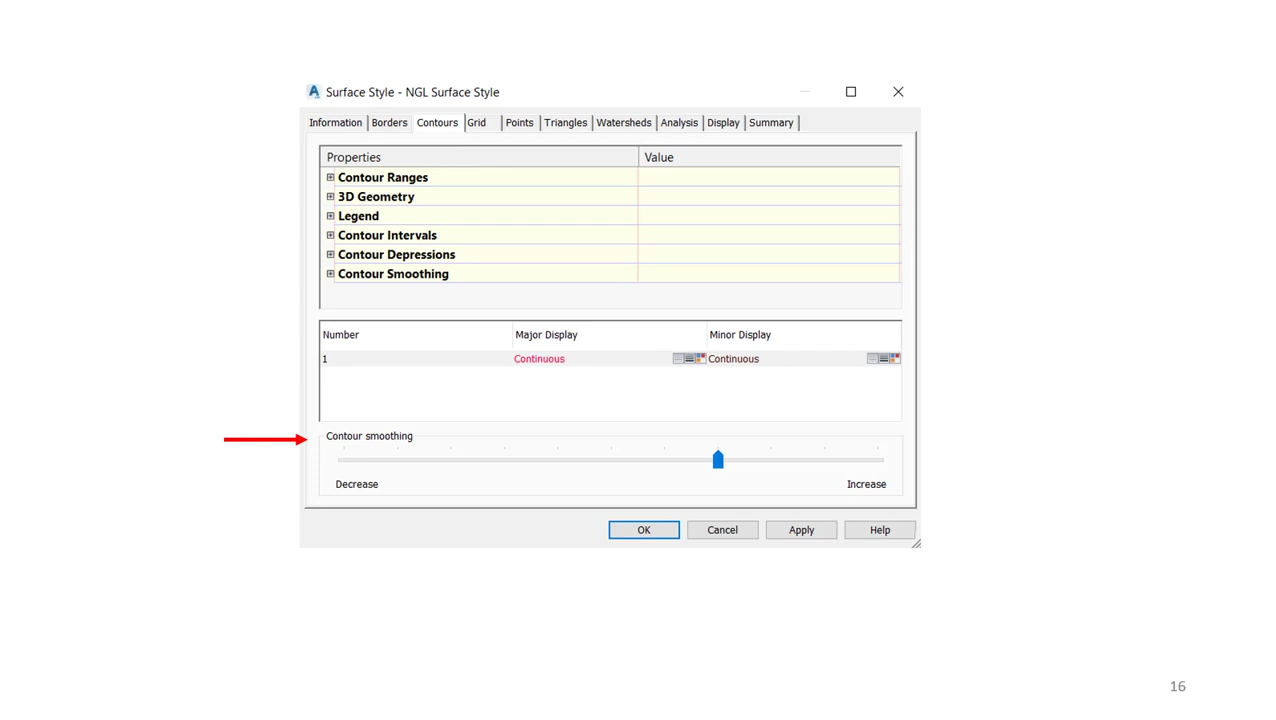 Surface Style - NGL Surface Style
Information Borders Contours Grid Points Triangles Watersheds Analysis Display Summary
Properties Value
Contour Ranges
3D Geometry
Legend
Contour Intervals
Contour Depressions
Contour Smoothing
Number Major Display Minor Display
1 Continuous Continuous
Contour smoothing
Decrease Increase
OK Cancel Apply Help
16